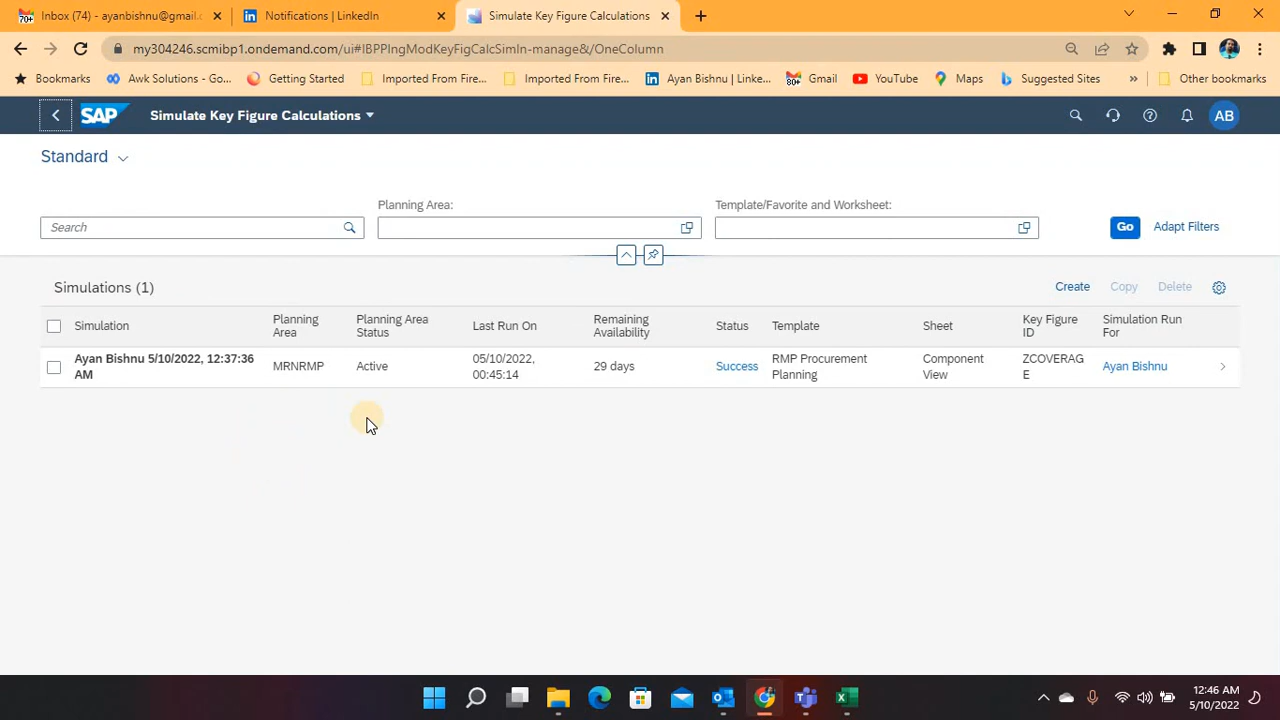 Inbox (74) - ayanbishnu@gmail.c
Notifications | LinkedIn
Simulate Key Figure Calculations
my304246.scmibp1.ondemand.com/ui#IBPPlngModKeyFigCalcSimln-manage&/OneColumn
Bookmarks
Awk Solutions - Go...
Getting Started
Imported From Fire...
Imported From Fire...
Ayan Bishnu | Linke...
Gmail
YouTube
Maps
Suggested Sites
»
Other bookmarks
SAP
Simulate Key Figure Calculations
AB
Standard
Planning Area:
Template/Favorite and Worksheet:
Search
Go
Adapt Filters
Simulations (1)
Create
Copy
Delete
Simulation
Planning
Area
Planning Area
Status
Last Run On
Remaining
Availability
Status
Template
Sheet
Key Figure
ID
Simulation Run
For
Ayan Bishnu 5/10/2022, 12:37:36
AM
MRNRMP
Active
05/10/2022,
00:45:14
29 days
Success
RMP Procurement
Planning
Component
View
ZCOVERAG
E
Ayan Bishnu
12:46 AM
5/10/2022